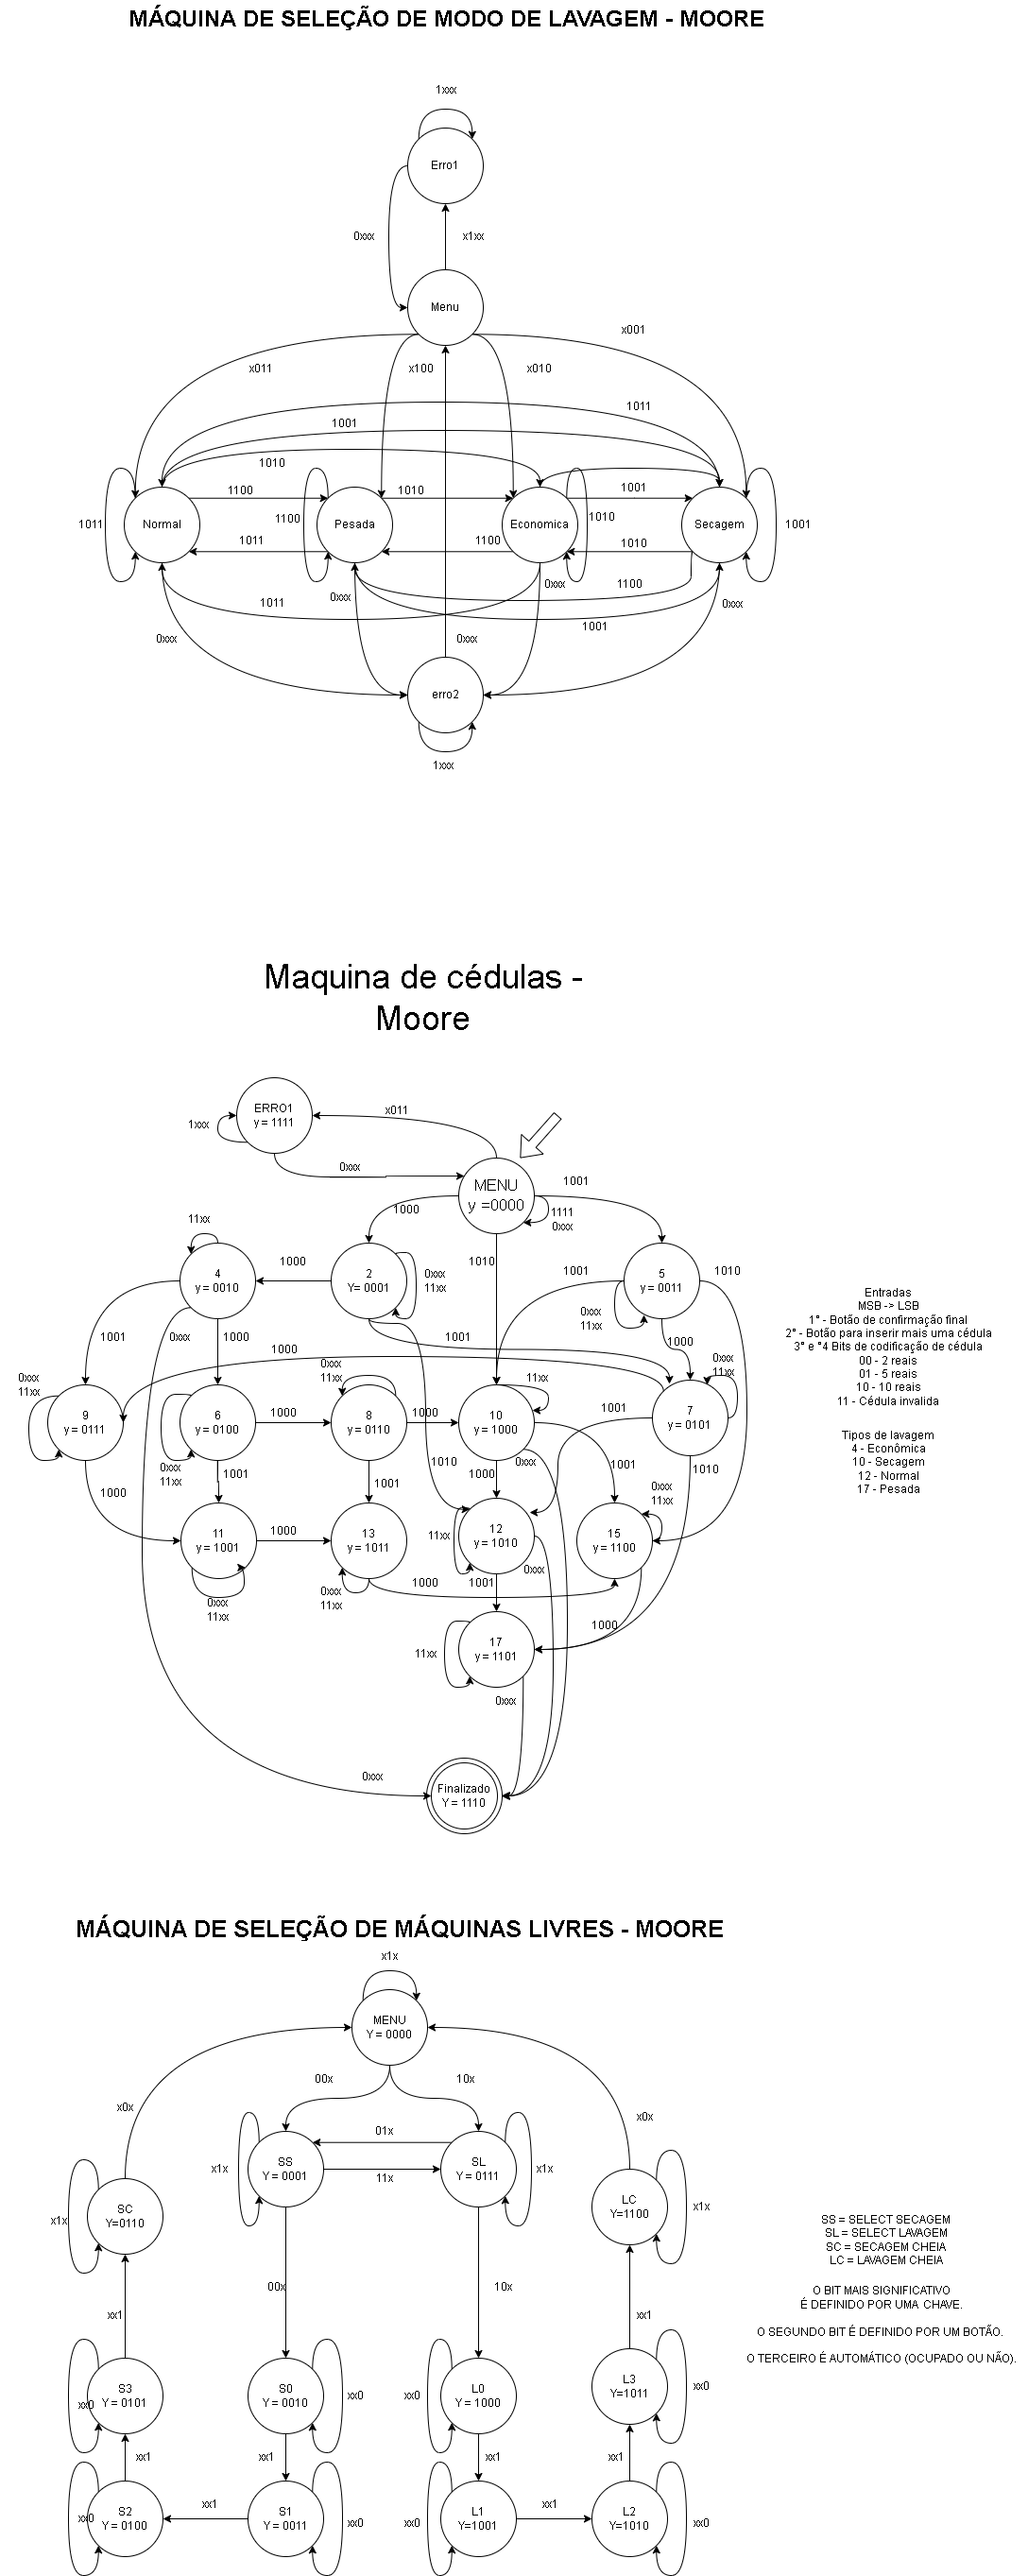 MÁQUINA DE SELEÇÃO DE MODO DE LAVAGEM - MOORE
1xxx
Erro1
0xxx
x1xx
Menu
x001
x011
x100
x010
1011
1001
1010
1100
1010
1001
1011
Normal
1100
Pesada
Economica
1010
Secagem
1001
1011
1100
1010
0xxx
1100
0xxx
1011
0xxx
1001
0xxx
0xxx
erro2
1xxx
Maquina de cédulas -
Moore
ERRO1
y = 1111
x011
1xxx
0xxx
MENU
y =0000
1001
1000
1111
0xxx
11xx
1010
4
y = 0010
1000
2
Y= 0001
0xxx
11xx
1001
5
y = 0011
1010
0xxx
11xx
1001
0xxx
1000
1001
1000
1000
0xxx
11xx
9
y = 0111
0xxx
11xx
6
y = 0100
1000
0xxx
11xx
8
y = 0110
1000
11xx
10
y = 1000
1001
7
y = 0101
0xxx
11xx
0xxx
11xx
1001
1010
1000
0xxx
1001
1010
1000
1001
0xxx
11xx
11
y = 1001
1000
13
y = 1011
11xx
12
y = 1010
15
y = 1100
0xxx
11xx
0xxx
11xx
1000
1001
0xxx
1000
17
y = 1101
11xx
0xxx
0xxx
Finalizado
Y = 1110
Entradas
MSB -> LSB
1° - Botão de confirmação final
2° - Botão para inserir mais uma cédula
3° e °4 Bits de codificação de cédula
00 - 2 reais
01 - 5 reais
10 - 10 reais
11 - Cédula invalida
Tipos de lavagem
4 - Econômica
10 - Secagem
12 - Normal
17 - Pesada
MÁQUINA DE SELEÇÃO DE MÁQUINAS LIVRES - MOORE
x1x
MENU
Y = 0000
x0x
00x
10x
x0x
01x
x1x
SS
Y = 0001
11x
SL
Y = 0111
x1x
SC
Y=0110
x1x
LC
Y=1100
x1x
00x
10x
xx1
xx1
S3
Y = 0101
xx0
S0
Y = 0010
xx0
xx0
L0
Y = 1000
L3
Y=1011
xx0
xx1
xx1
xx1
xx1
S2
Y = 0100
xx0
xx1
S1
Y = 0011
xx0
xx0
L1
Y=1001
xx1
L2
Y=1010
xx0
SS = SELECT SECAGEM
SL = SELECT LAVAGEM
SC = SECAGEM CHEIA
LC = LAVAGEM CHEIA
O BIT MAIS SIGNIFICATIVO
É DEFINIDO POR UMA CHAVE.
O SEGUNDO BIT É DEFINIDO POR UM BOTÃO.
O TERCEIRO É AUTOMÁTICO (OCUPADO OU NÃO).